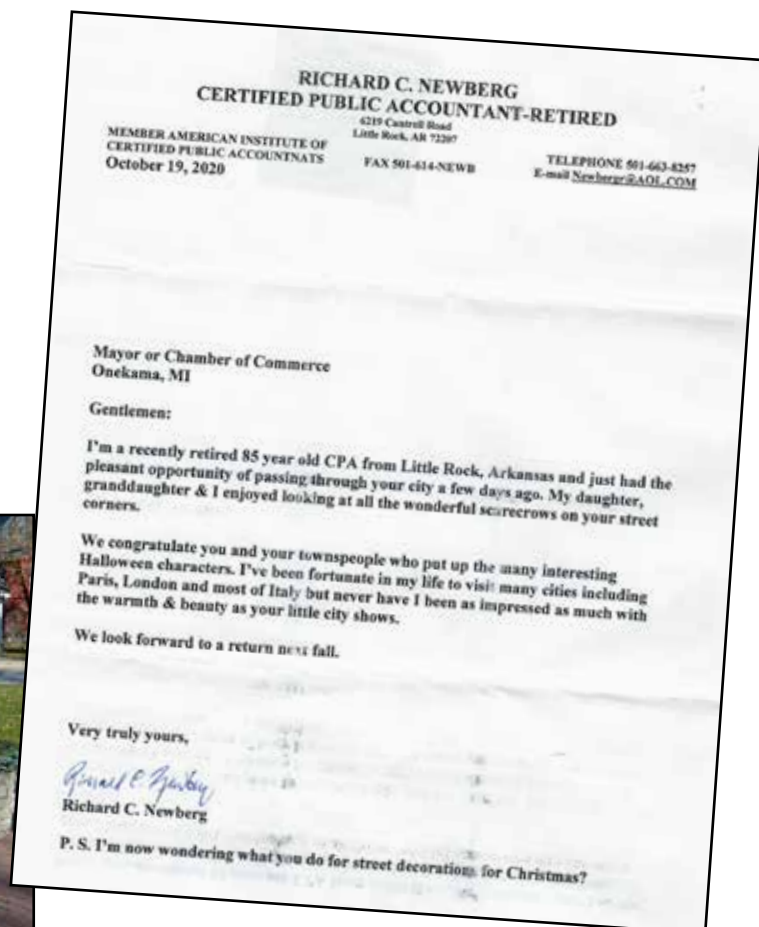 RICHARD C. NEWBERG
CERTIFIED PUBLIC ACCOUNTANT-RETIRED
6219 Cantrell Road
Little Rock, AR 72207
MEMBER AMERICAN INSTITUTE OF
CERTIFIED PUBLIC ACCOUNTNATS
October 19, 2020
FAX 501-614-NEWB
TELEPHONE 501-663-8257
E-mail Newbergr@AOL.COM
Mayor or Chamber of Commerce
Onekama, MI
Gentlemen:
I'm a recently retired 85 year old CPA from Little Rock, Arkansas and just had the
pleasant opportunity of passing through your city a few days ago. My daughter,
granddaughter & I enjoyed looking at all the wonderful scarecrows on your street
corners.
We congratulate you and your townspeople who put up the many interesting
Halloween characters. I've been fortunate in my life to visit many cities including
Paris, London and most of Italy but never have I been as impressed as much with
the warmth & beauty as your little city shows.
We look forward to a return next fall.
Very truly yours,
Richard C. Newberg
Richard C. Newberg
P. S. I'm now wondering what you do for street decorations for Christmas?